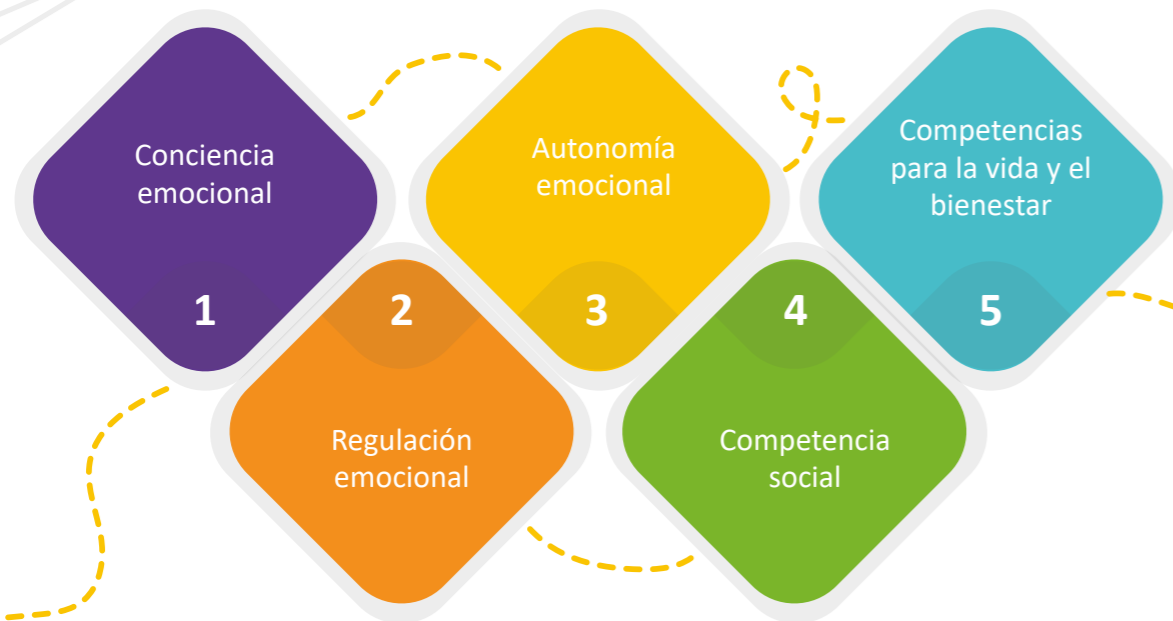 Conciencia
emocional
1
2
Regulación
emocional
Autonomía
emocional
3
4
Competencia
social
Competencias
para la vida y el
bienestar
5